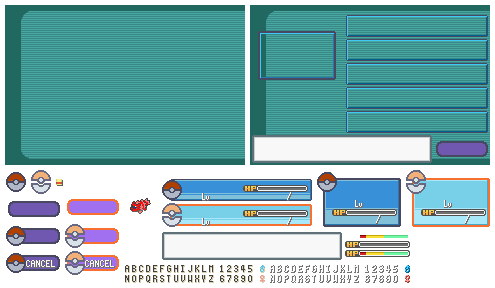 HP
Lv /
HP
Lv /
HP
Lv
/
HP
Lv
/
HP
HP
CANCEL CANCEL
ABCDEFGHIJKLM 12345 ♂ ABCDEFGHIJKLM 12345 ♂
NOPQRSTUVWXYZ 67890 ♀ NOPQRSTUVWXYZ 67890 ♀